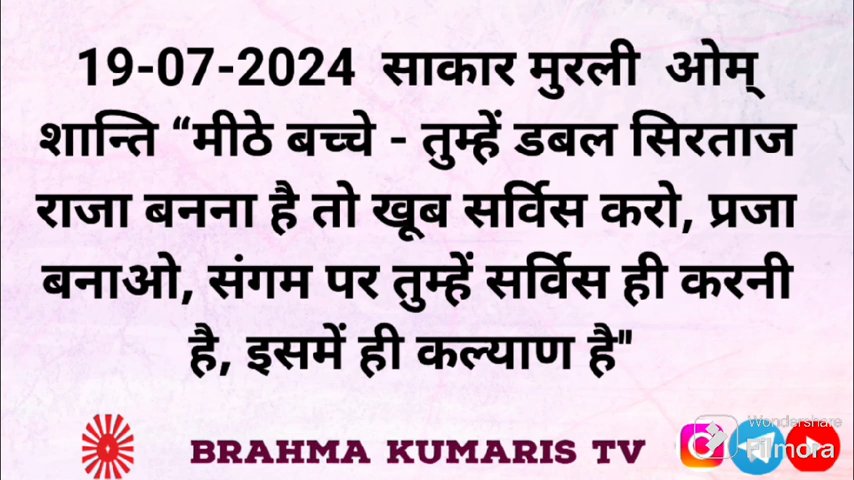 19-07-2024 साकार मुरली ओम्
शान्ति “मीठे बच्चे - तुम्हें डबल सिरताज
राजा बनना है तो खूब सर्विस करो, प्रजा
बनाओ, संगम पर तुम्हें सर्विस ही करनी
है, इसमें ही कल्याण है"
BRAHMA KUMARIS TV
Wondershare
Filmora